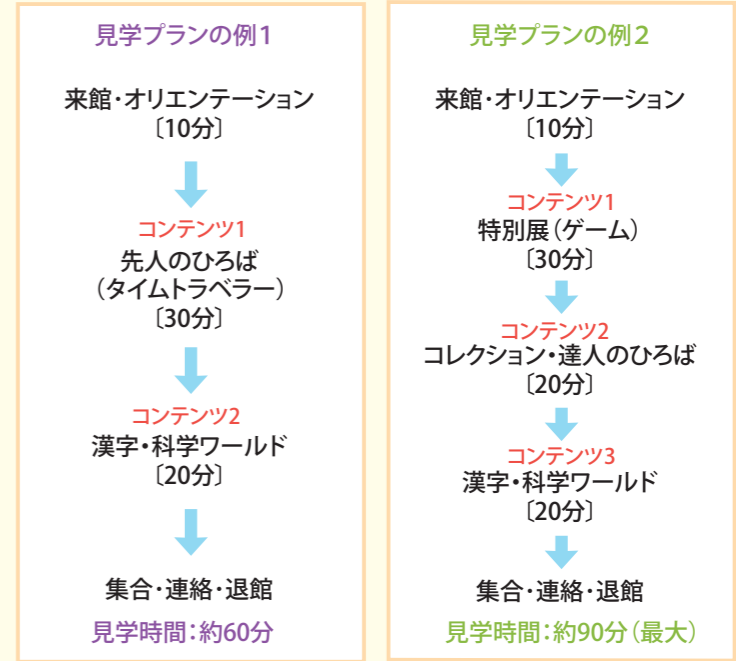 見学プランの例1
来館・オリエンテーション
〔10分〕
コンテンツ1
先人のひろば
（タイムトラベラー）
〔30分〕
コンテンツ2
漢字・科学ワールド
〔20分〕
集合・連絡・退館
見学時間：約60分
見学プランの例2
来館・オリエンテーション
〔10分〕
コンテンツ1
特別展（ゲーム）
〔30分〕
コンテンツ2
コレクション・達人のひろば
〔20分〕
コンテンツ3
漢字・科学ワールド
〔20分〕
集合・連絡・退館
見学時間：約90分（最大）